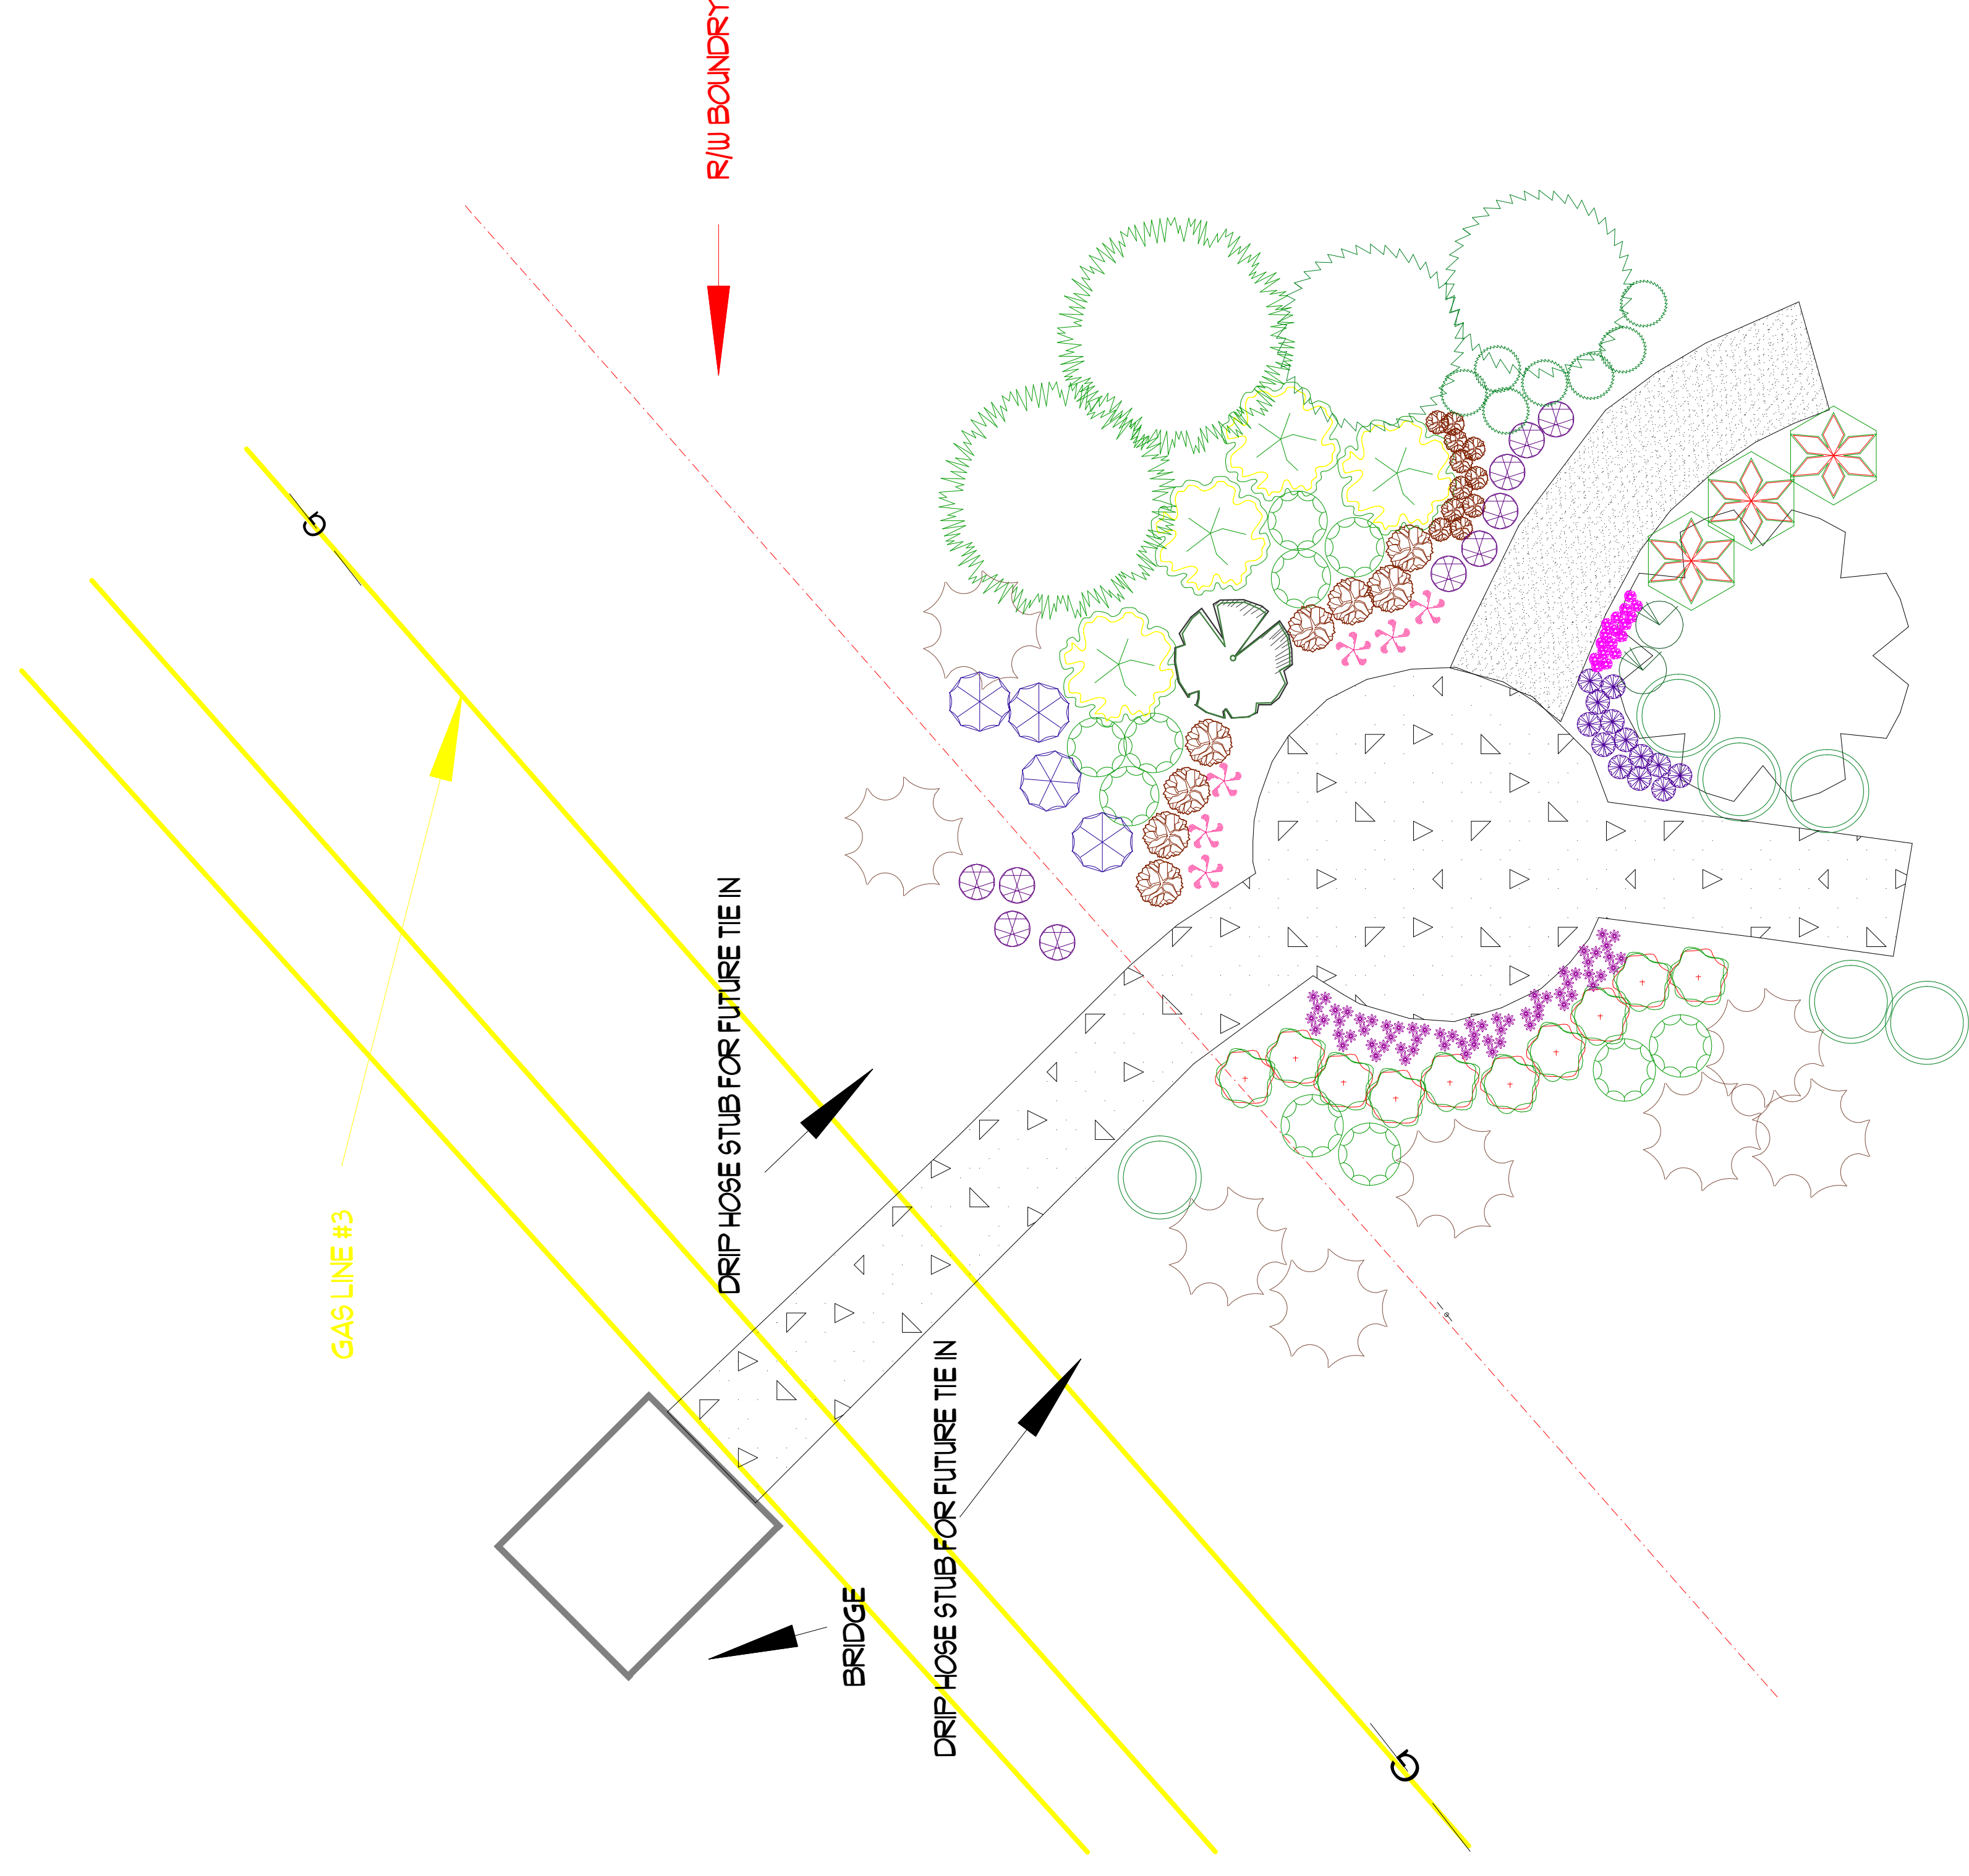 R/W BOUNDRY
G
DRIP HOSE STUB FOR FUTURE TIE IN
GAS LINE #3
DRIP HOSE STUB FOR FUTURE TIE IN
BRIDGE
G